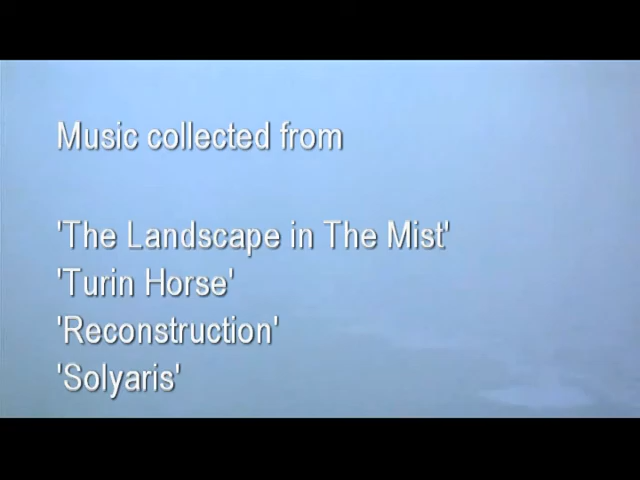 Music collected from
'The Landscape in The Mist'
'Turin Horse'
'Reconstruction'
'Solyaris'